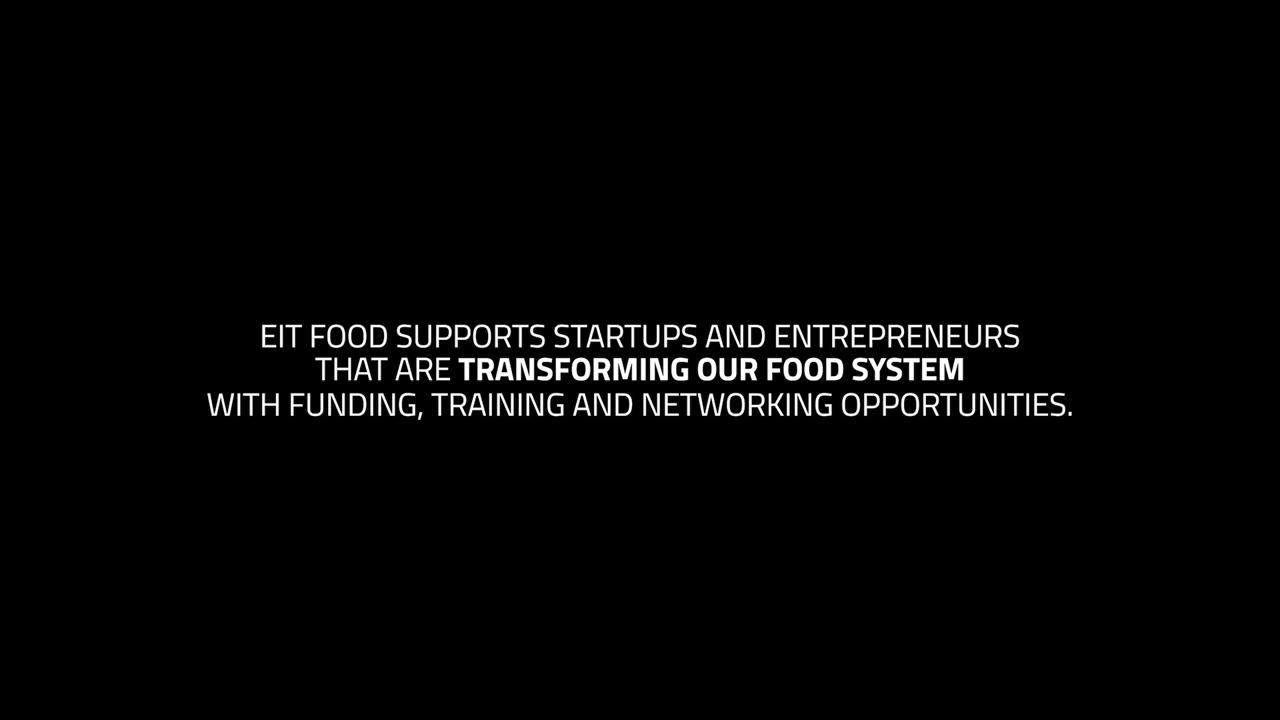 EIT FOOD SUPPORTS STARTUPS AND ENTREPRENEURS
THAT ARE TRANSFORMING OUR FOOD SYSTEM
WITH FUNDING, TRAINING AND NETWORKING OPPORTUNITIES.